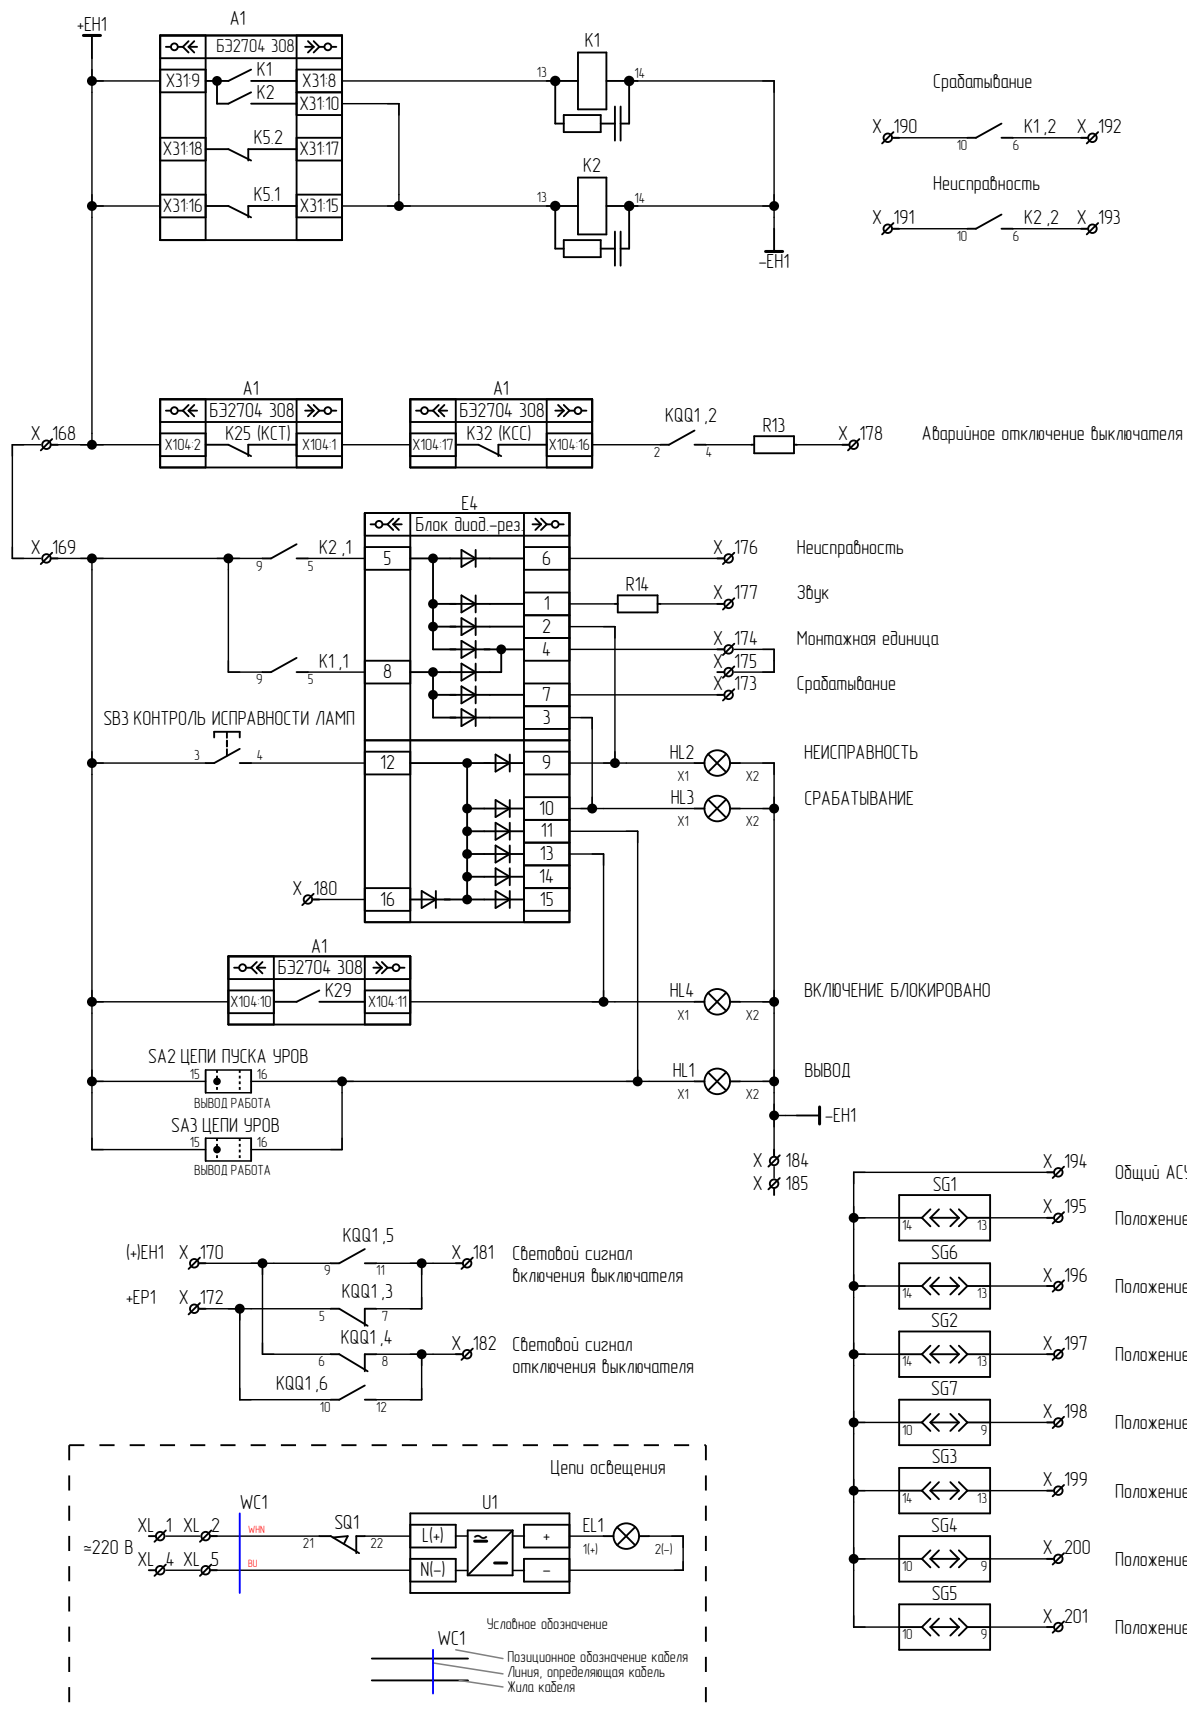 +ЕН1
А1
БЭ2704 308
Х31:9
К1
Х31:8
К2
Х31:10
Х31:18
К5.2
Х31:17
Х31:16
К5.1
Х31:15
К1
13
14
К2
13
14
-ЕН1
Срабатывание
Х 190
10
6
К1 ,2
Х 192
Неисправность
Х 191
10
6
К2 ,2
Х 193
Х 168
А1
БЭ2704 308
Х104:2
К25 (КСТ)
Х104:1
А1
БЭ2704 308
Х104:17
К32 (КСС)
Х104:16
KQQ1 ,2
2
4
R13
Х 178
Аварийное отключение выключателя
Х 169
9
5
К2 ,1
9
5
К1 ,1
Е4
Блок диод.-рез.
5
6
1
2
4
8
7
3
12
9
10
11
13
14
16
15
Х 176
Неисправность
R14
Х 177
Звук
Х 174
Монтажная единица
Х 175
Х 173
Срабатывание
SB3 КОНТРОЛЬ ИСПРАВНОСТИ ЛАМП
3
4
HL2
Х1
Х2
НЕИСПРАВНОСТЬ
HL3
Х1
Х2
СРАБАТЫВАНИЕ
Х 180
А1
БЭ2704 308
Х104:10
К29
Х104:11
HL4
Х1
Х2
ВКЛЮЧЕНИЕ БЛОКИРОВАНО
SA2 ЦЕПИ ПУСКА УРОВ
15
16
ВЫВОД РАБОТА
HL1
Х1
Х2
ВЫВОД
SA3 ЦЕПИ УРОВ
15
16
ВЫВОД РАБОТА
-ЕН1
Х 184
Х 185
(+)ЕН1
Х 170
KQQ1 ,5
9
11
Х 181
Световой сигнал
включения выключателя
+ЕР1
Х 172
KQQ1 ,3
5
7
KQQ1 ,4
6
8
Х 182
Световой сигнал
отключения выключателя
KQQ1 ,6
10
12
Х 194
Общий АСУ
SG1
14
13
Х 195
Положение
SG6
14
13
Х 196
Положение
SG2
14
13
Х 197
Положение
SG7
10
9
Х 198
Положение
SG3
14
13
Х 199
Положение
SG4
10
9
Х 200
Положение
SG5
10
9
Х 201
Положение
Цепи освещения
≃220 В
XL 1
XL 2
XL 4
XL 5
WC1
WHN
BU
SQ1
21
22
U1
L(+)
N(-)
+
−
EL1
1(+)
2(-)
Условное обозначение
WC1
Позиционное обозначение кабеля
Линия, определяющая кабель
Жила кабеля